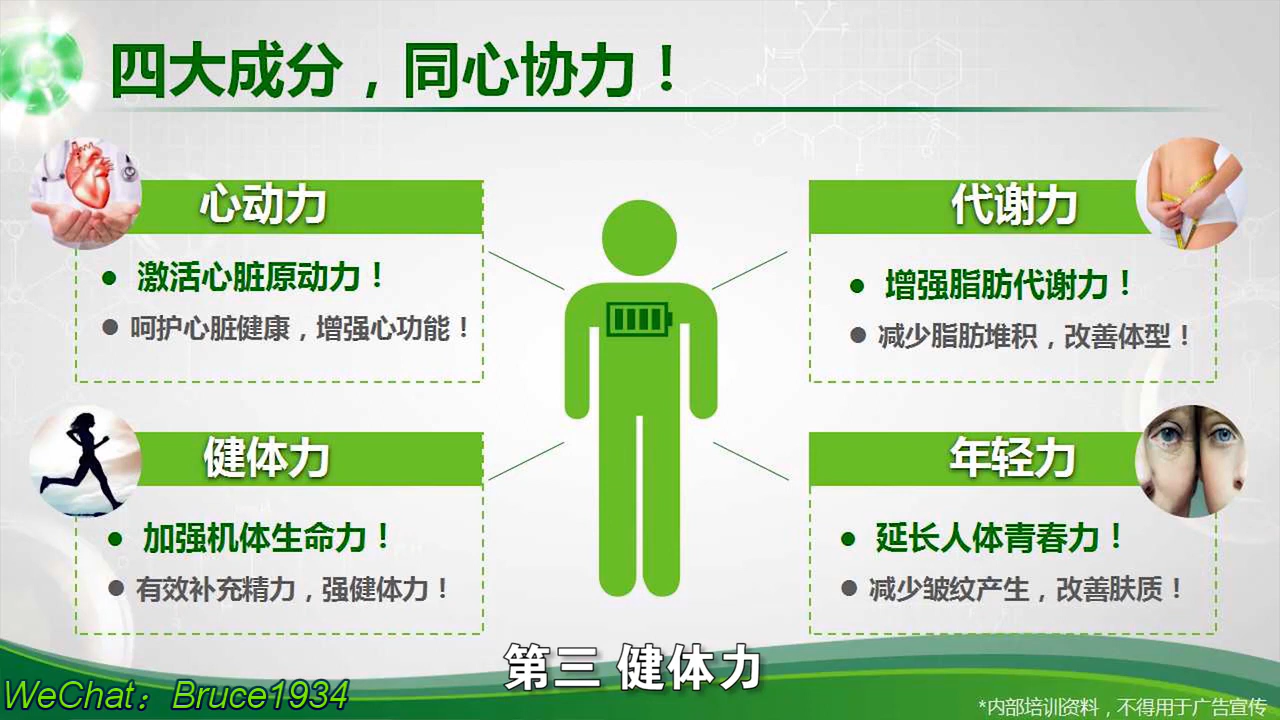 四大成分，同心协力！
心动力
激活心脏原动力！
呵护心脏健康，增强心功能！
代谢力
增强脂肪代谢力！
减少脂肪堆积，改善体型！
健体力
加强机体生命力！
有效补充精力，强健体力！
年轻力
延长人体青春力！
减少皱纹产生，改善肤质！
第三 健体力
WeChat：Bruce1934
*内部培训资料，不得用于广告宣传